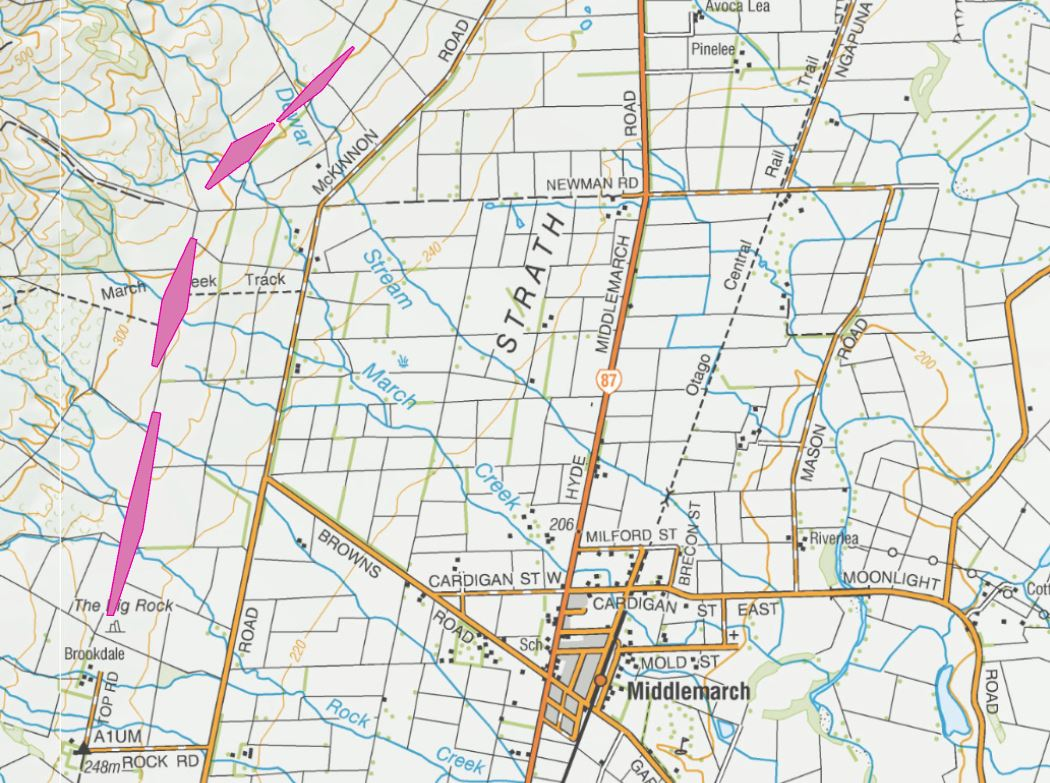 Avoca Lea
Pinelee
ROAD
NGAPUNA
Trail
500
Dewar
ROAD
McKINNON
Rail
NEWMAN RD
Central
STRATH
240
Stream
MIDDLEMARCH
March
eek
Track
300
87
Otago
ROAD
200
March
MASON
HYDE
Creek
206
MILFORD ST
BRECON ST
Riverlea
BROWNS
CARDIGAN ST W
MOONLIGHT
CARDIGAN ST EAST
The
g Rock
ROAD
ROAD
Sch
220
Brookdale
MOLD ST
Middlemarch
TOP RD
ROAD
Rock
A1UM
ROCK RD
248m
Creek